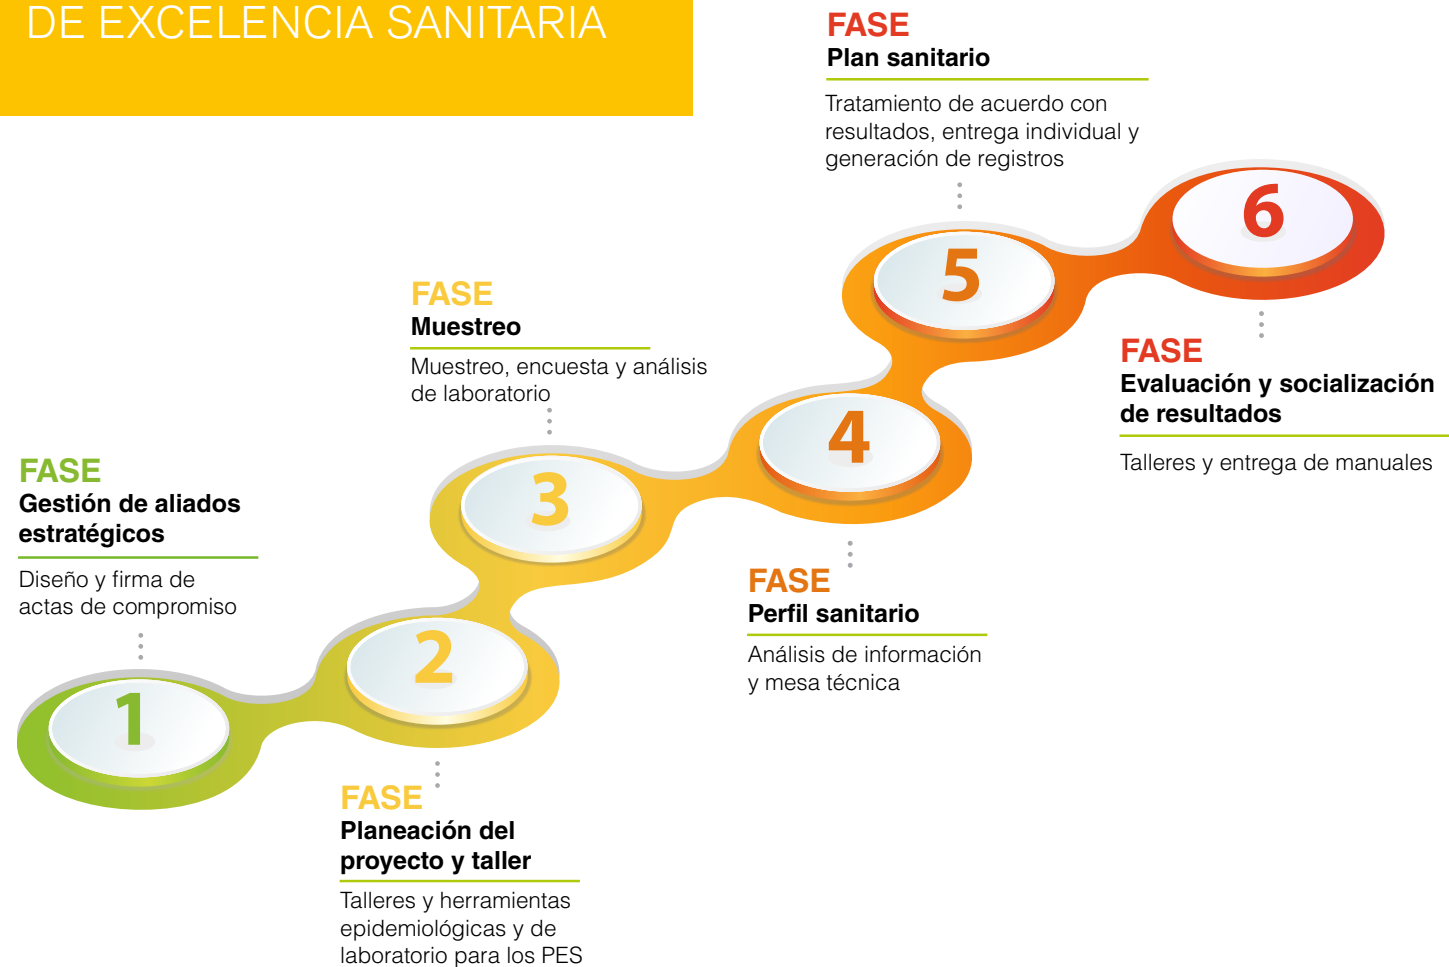 DE EXCELENCIA SANITARIA
FASE
Gestión de aliados
estratégicos
Diseño y firma de
actas de compromiso
1
2
FASE
Planeación del
proyecto y taller
Talleres y herramientas
epidemiológicas y de
laboratorio para los PES
FASE
Muestreo
Muestreo, encuesta y análisis
de laboratorio
3
4
FASE
Perfil sanitario
Análisis de información
y mesa técnica
FASE
Plan sanitario
Tratamiento de acuerdo con
resultados, entrega individual y
generación de registros
5
6
FASE
Evaluación y socialización
de resultados
Talleres y entrega de manuales